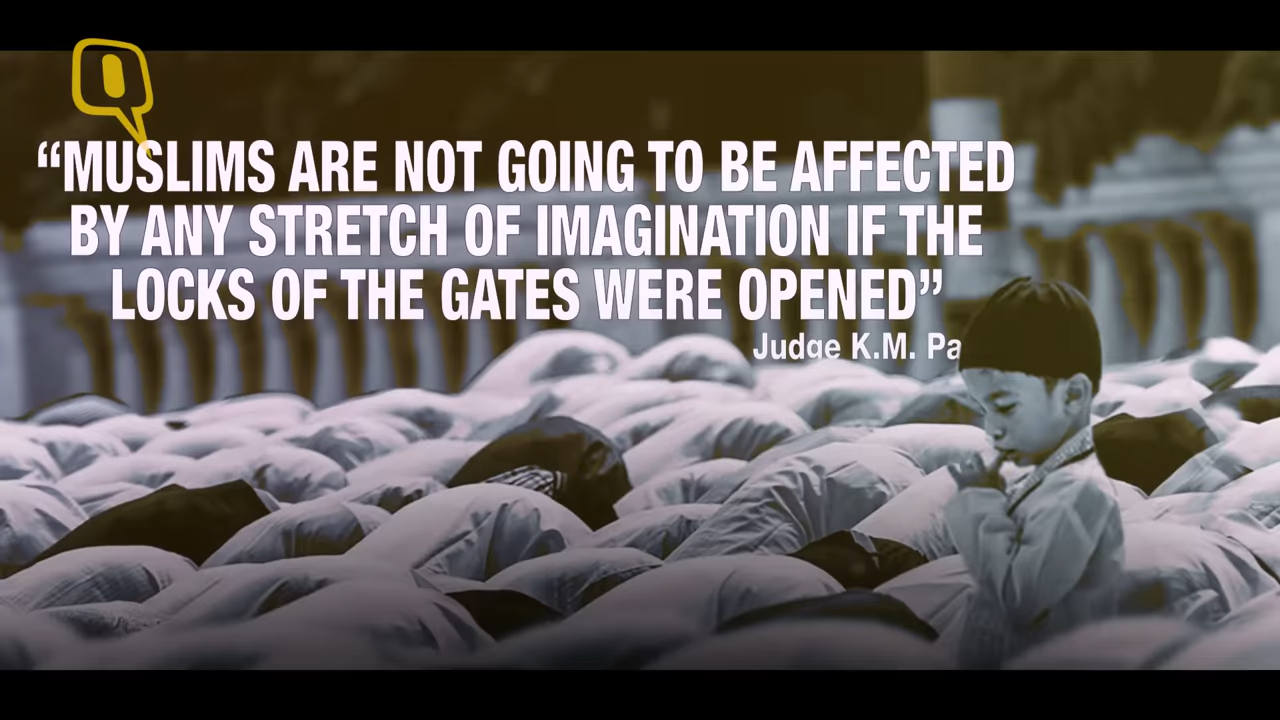 “MUSLIMS ARE NOT GOING TO BE AFFECTED
BY ANY STRETCH OF IMAGINATION IF THE
LOCKS OF THE GATES WERE OPENED”
Judge K.M.